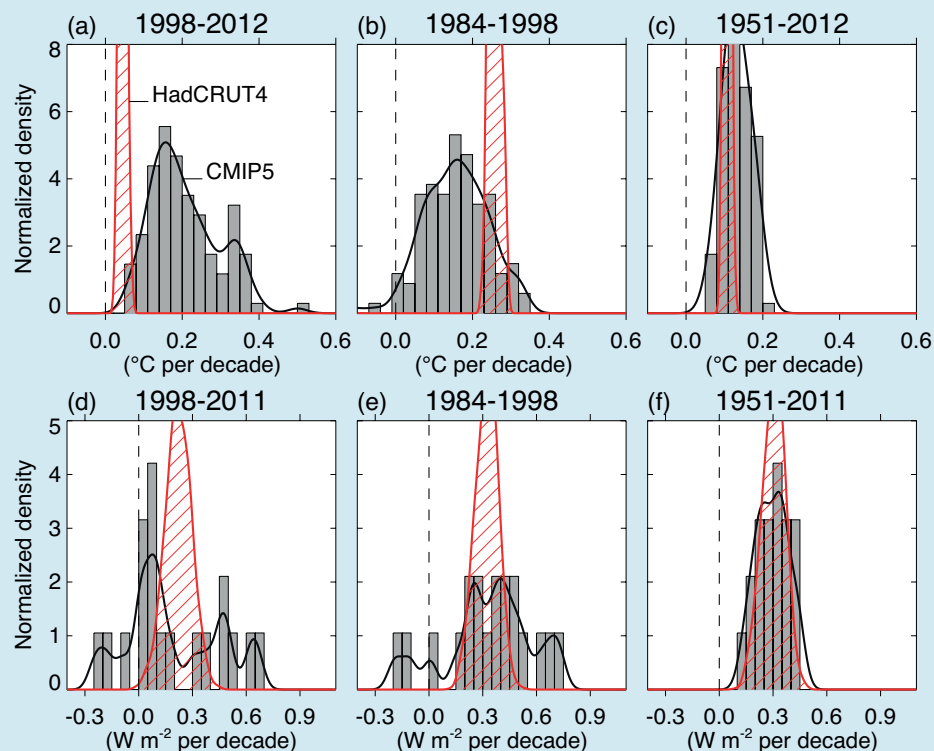 (a) 1998-2012
(b) 1984-1998
(c) 1951-2012
Normalized density
8
6
4
2
0
HadCRUT4
CMIP5
0.0 0.2 0.4 0.6
0.0 0.2 0.4 0.6
0.0 0.2 0.4 0.6
(°C per decade)
(°C per decade)
(°C per decade)
(d) 1998-2011
(e) 1984-1998
(f) 1951-2011
Normalized density
5
4
3
2
1
0
-0.3 0.0 0.3 0.6 0.9
-0.3 0.0 0.3 0.6 0.9
-0.3 0.0 0.3 0.6 0.9
(W m-2 per decade)
(W m-2 per decade)
(W m-2 per decade)